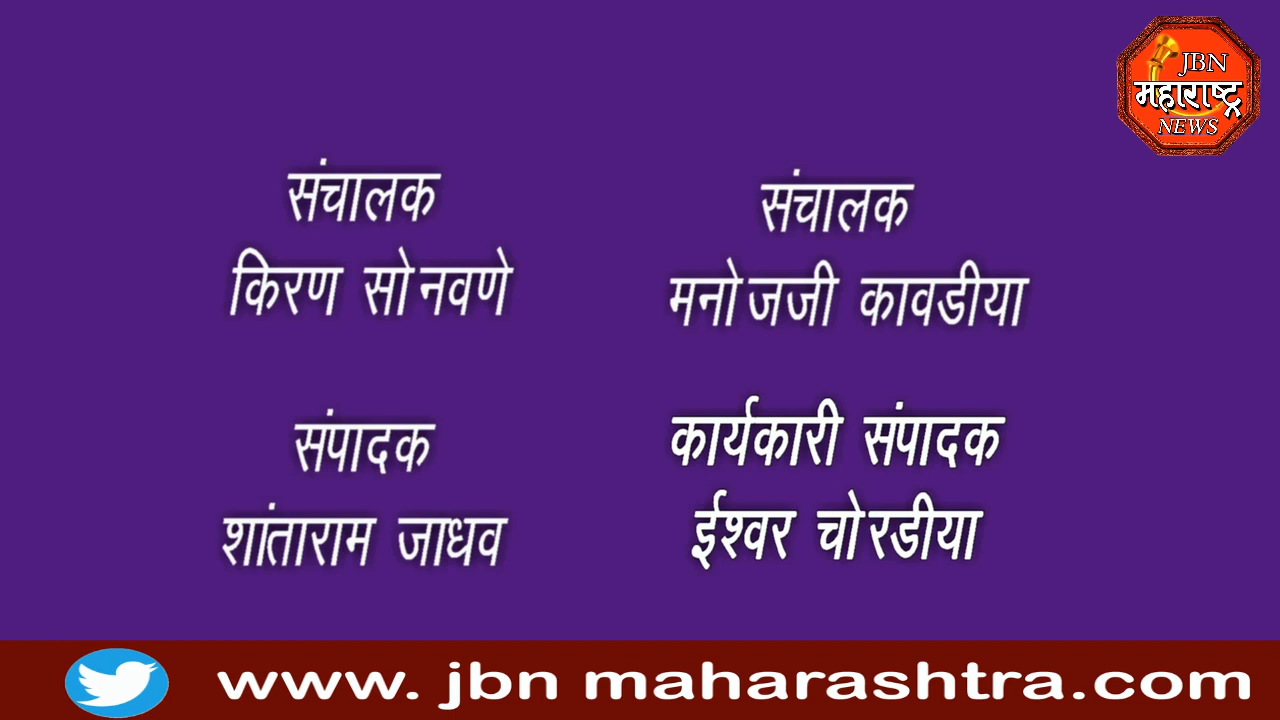 JBN
महाराष्ट्र
NEWS
संचालक
किरण सोनवणे
संचालक
मनोजजी कावडीया
संपादक
शांताराम जाधव
कार्यकारी संपादक
ईश्वर चोरडीया
www. jbn maharashtra.com